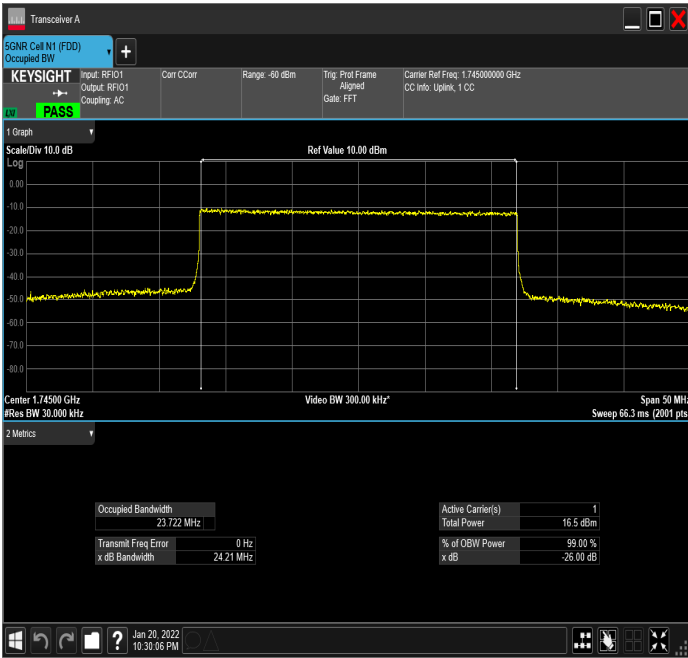 Transceiver A
5GNR Cell N1 (FDD)
Occupied BW
+
KEYSIGHT
Input: RFIO1
Output: RFIO1
Coupling: AC
Corr CCorr
Range: -60 dBm
Trig: Prot Frame
Aligned
Gate: FFT
Carrier Ref Freq: 1.745000000 GHz
CC Info: Uplink, 1 CC
LXI PASS
1 Graph
Scale/Div 10.0 dB
Ref Value 10.00 dBm
Log
0.00
-10.0
-20.0
-30.0
-40.0
-50.0
-60.0
-70.0
-80.0
Center 1.74500 GHz
Video BW 300.00 kHz*
Span 50 MHz
#Res BW 30.000 kHz
Sweep 66.3 ms (2001 pts
2 Metrics
Occupied Bandwidth
23.722 MHz
Transmit Freq Error 0 Hz
x dB Bandwidth 24.21 MHz
Active Carrier(s) 1
Total Power 16.5 dBm
% of OBW Power 99.00 %
x dB -26.00 dB
?
Jan 20, 2022
10:30:06 PM